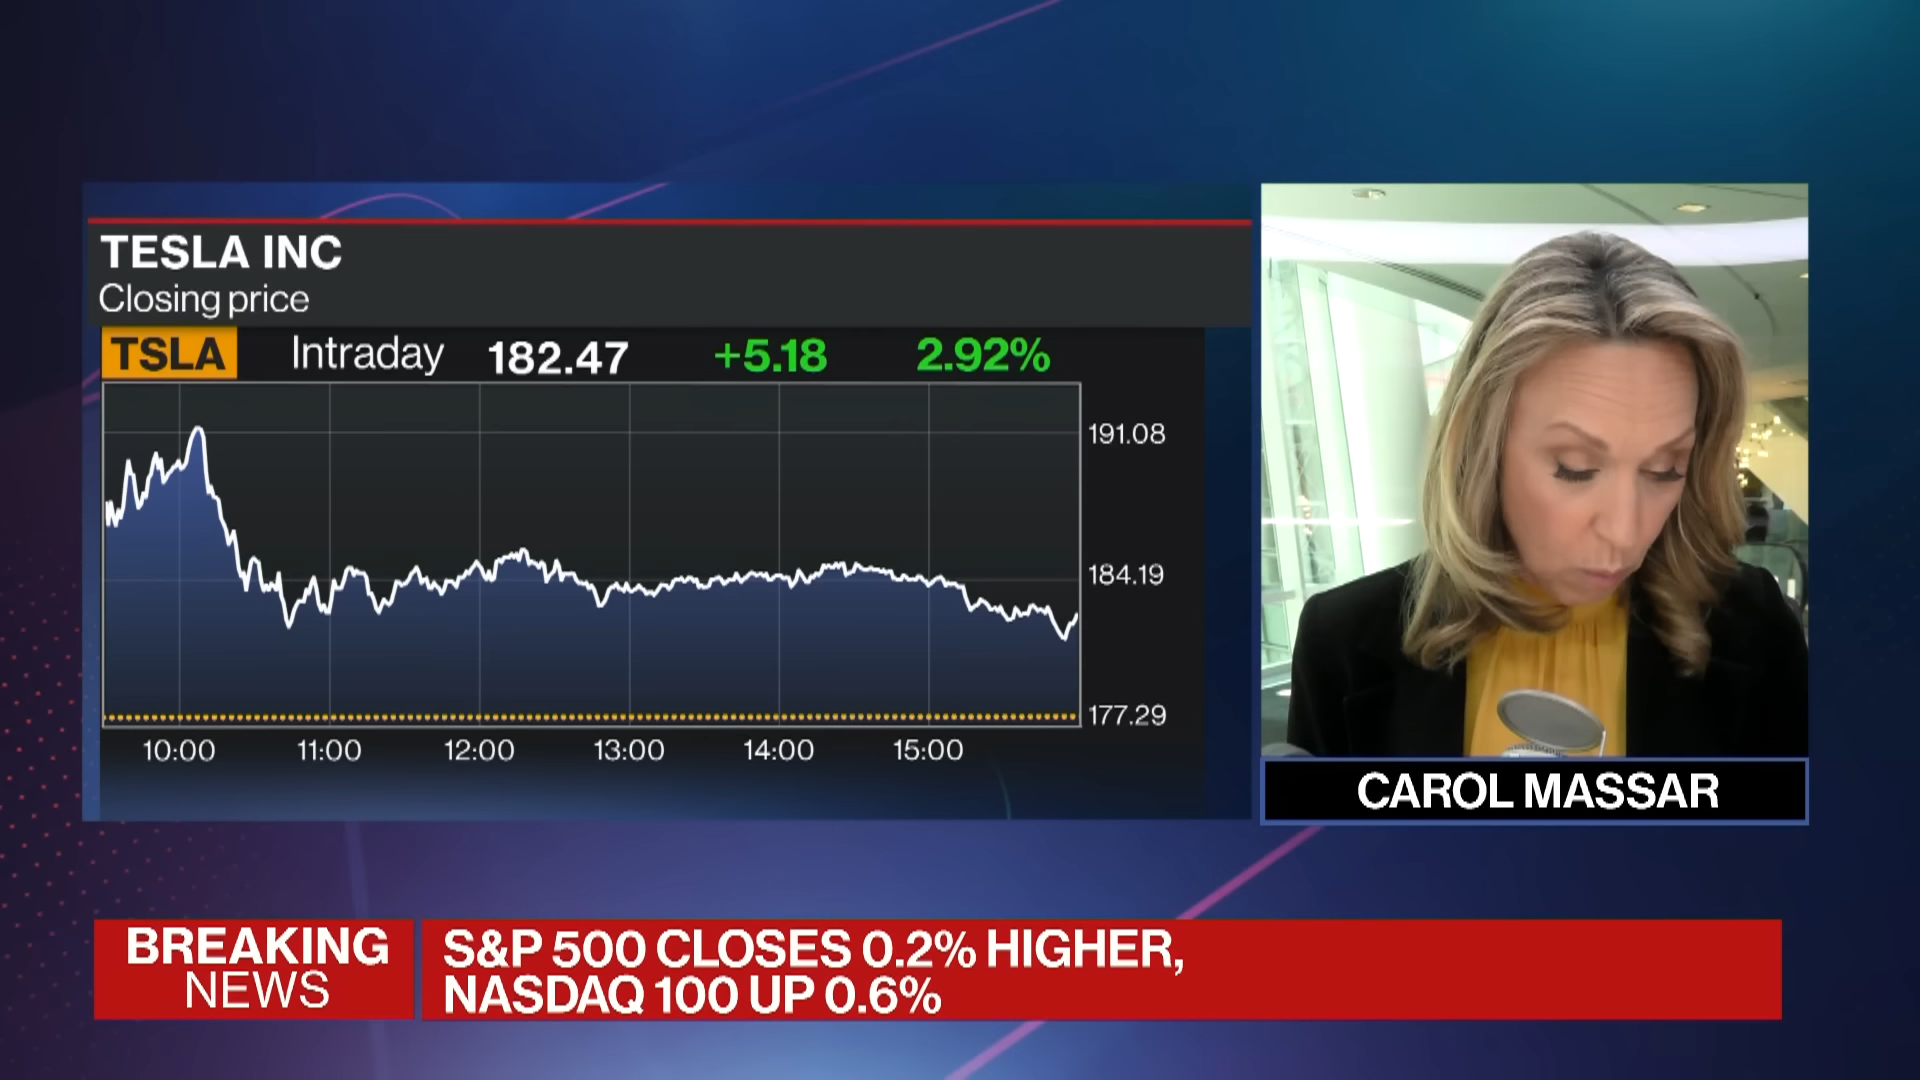 TESLA INC
Closing price
TSLA Intraday 182.47 +5.18 2.92%
191.08
184.19
177.29
10:00 11:00 12:00 13:00 14:00 15:00
CAROL MASSAR
BREAKING
NEWS
S&P 500 CLOSES 0.2% HIGHER,
NASDAQ 100 UP 0.6%